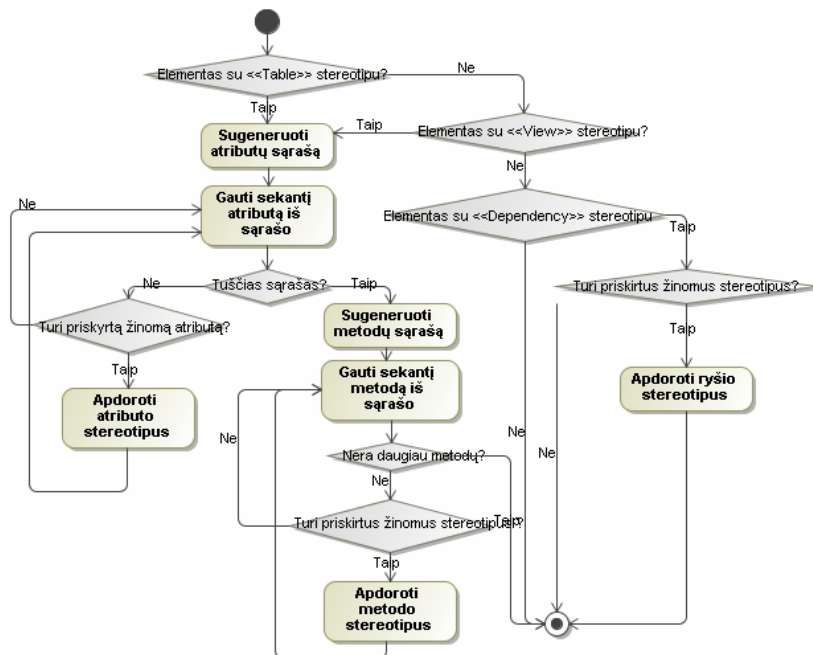 Elementas su <<Table>> stereotipu?
Ne
Taip
Elementas su <<View>> stereotipu?
Taip
Sugeneruoti
atributų sąrašą
Ne
Gauti sekantį
atributą iš
sąrašo
Ne
Elementas su <<Dependency>> stereotipu
Taip
Tuščias sąrašas?
Ne
Taip
Turi priskirtus žinomus stereotipus?
Sugeneruoti
metodų sąrašą
Turi priskyrtą žinomą atributą?
Taip
Taip
Gauti sekantį
metodą iš
sąrašo
Apdoroti ryšio
stereotipus
Apdoroti
atributo
stereotipus
Ne
Ne
Ne
Nera daugiau metodų?
Ne
Turi priskirtus žinomus stereotipus?
Taip
Taip
Apdoroti
metodo
stereotipus